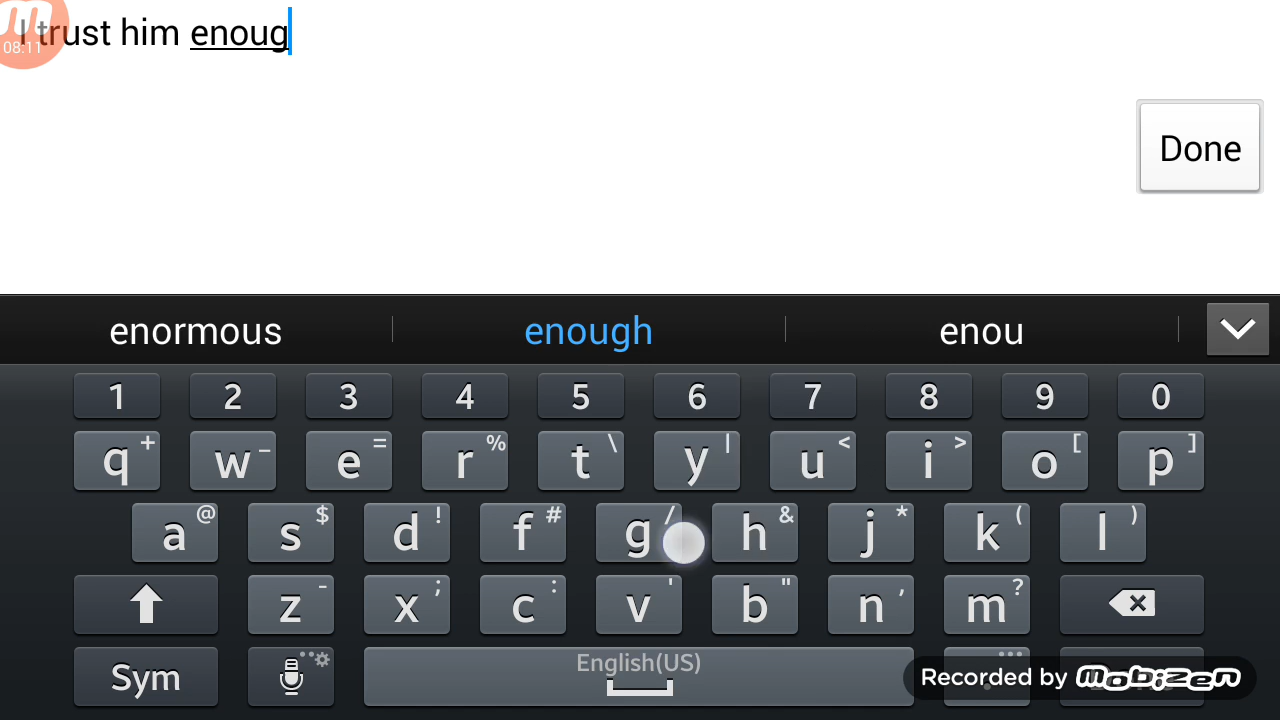 I trust him enoug
08:11
Done
enormous enough enou
1 2 3 4 5 6 7 8 9 0
q + w _ e = r % t \ y | u < i > o [ p ]
a @ s $ d ! f # g / h & j * k ( l )
z - x ; c : v ' b " n , m ?
Sym English(US)
Recorded by mobizen